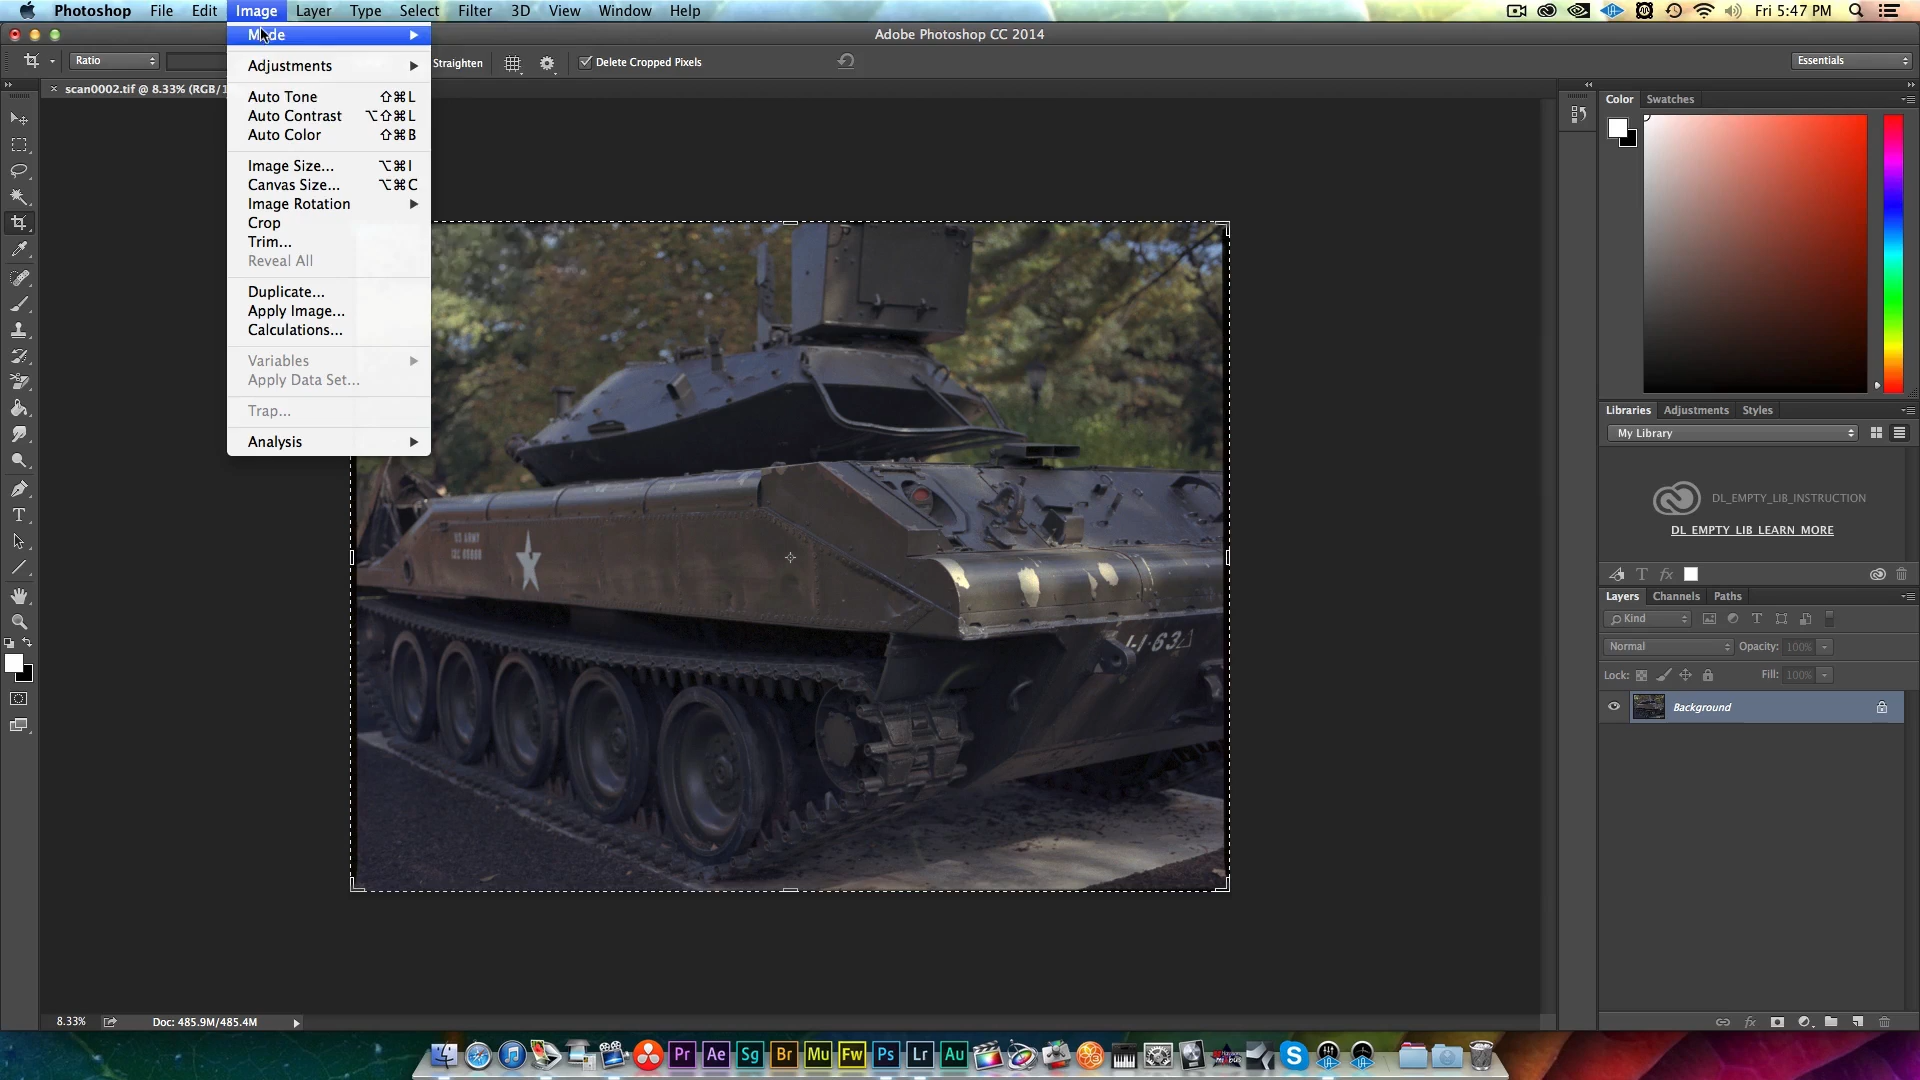 Photoshop File Edit Image Layer Type Select Filter 3D View Window Help Fri 5:47 PM
Adobe Photoshop CC 2014
Ratio Straighten Delete Cropped Pixels Essentials
scan0002.tif @ 8.33% (RGB/1
Mode
Adjustments
Auto Tone ⇧⌘L
Auto Contrast ⌥⇧⌘L
Auto Color ⇧⌘B
Image Size... ⌥⌘I
Canvas Size... ⌥⌘C
Image Rotation
Crop
Trim...
Reveal All
Duplicate...
Apply Image...
Calculations...
Variables
Apply Data Set...
Trap...
Analysis
Color Swatches
Libraries Adjustments Styles
My Library
DL_EMPTY_LIB_INSTRUCTION
DL_EMPTY_LIB_LEARN_MORE
Layers Channels Paths
Kind
Normal Opacity: 100%
Lock: Fill: 100%
Background
8.33% Doc: 485.9M/485.4M
Pr Ae Sg Br Mu Fw Ps Lr Au